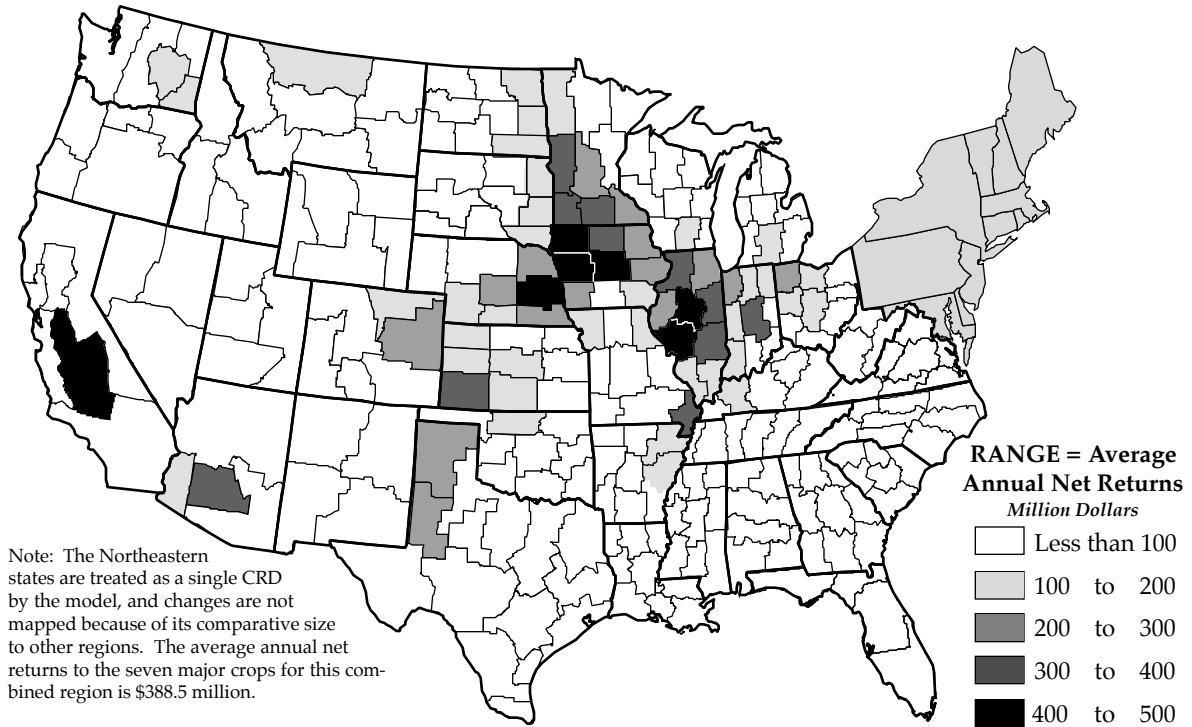 RANGE = Average
Annual Net Returns
Million Dollars
Less than 100
100 to 200
200 to 300
300 to 400
400 to 500
Note: The Northeastern
states are treated as a single CRD
by the model, and changes are not
mapped because of its comparative size
to other regions. The average annual net
returns to the seven major crops for this com-
bined region is $388.5 million.